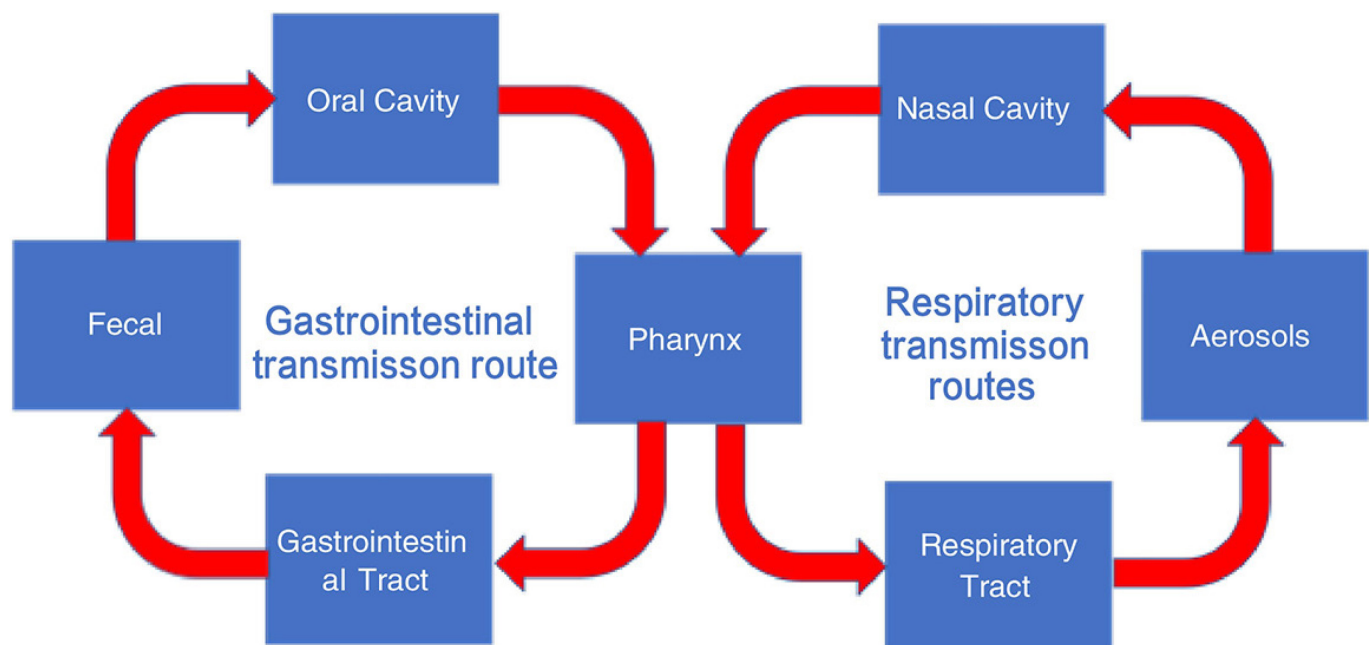 Oral Cavity
Nasal Cavity
Fecal
Gastrointestinal
transmisson route
Pharynx
Respiratory
transmisson
routes
Aerosols
Gastrointestin
al Tract
Respiratory
Tract